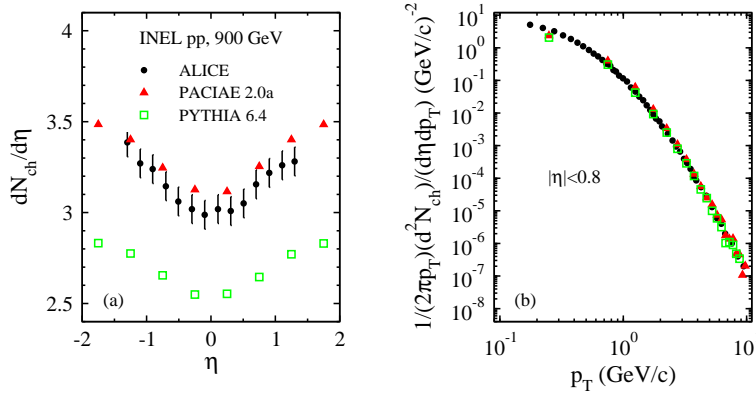 4
3.5
3
2.5
dN_ch/dη
INEL pp, 900 GeV
ALICE
PACIAE 2.0a
PYTHIA 6.4
(a)
-2 -1 0 1 2
η
10^1
10^0
10^-1
10^-2
10^-3
10^-4
10^-5
10^-6
10^-7
10^-8
1/(2πp_T)(d^2N_ch)/(dηdp_T) (GeV/c)^-2
|η|<0.8
(b)
10^-1 10^0 10^1
p_T (GeV/c)